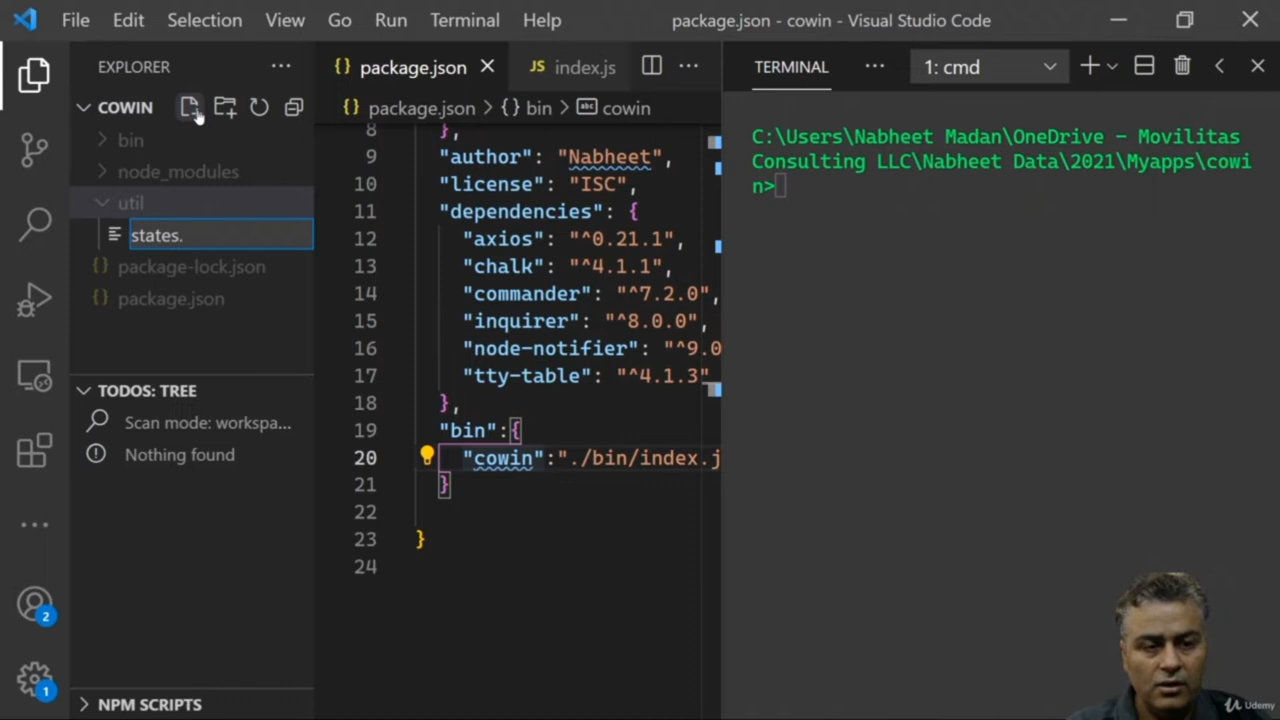 File Edit Selection View Go Run Terminal Help package.json - cowin - Visual Studio Code
EXPLORER
COWIN
bin
node_modules
util
states.
package-lock.json
package.json
TODOS: TREE
Scan mode: workspa...
Nothing found
NPM SCRIPTS
2
1
package.json
JS index.js
{} package.json > {} bin > abc cowin
8 },
9 "author": "Nabheet",
10 "license": "ISC",
11 "dependencies": {
12 "axios": "^0.21.1",
13 "chalk": "^4.1.1",
14 "commander": "^7.2.0",
15 "inquirer": "^8.0.0",
16 "node-notifier": "^9.0
17 "tty-table": "^4.1.3"
18 },
19 "bin":{
20 "cowin":"./bin/index.j
21 }
22
23 }
24
TERMINAL
1: cmd
C:\Users\Nabheet Madan\OneDrive - Movilitas
Consulting LLC\Nabheet Data\2021\Myapps\cowi
n>
Udemy